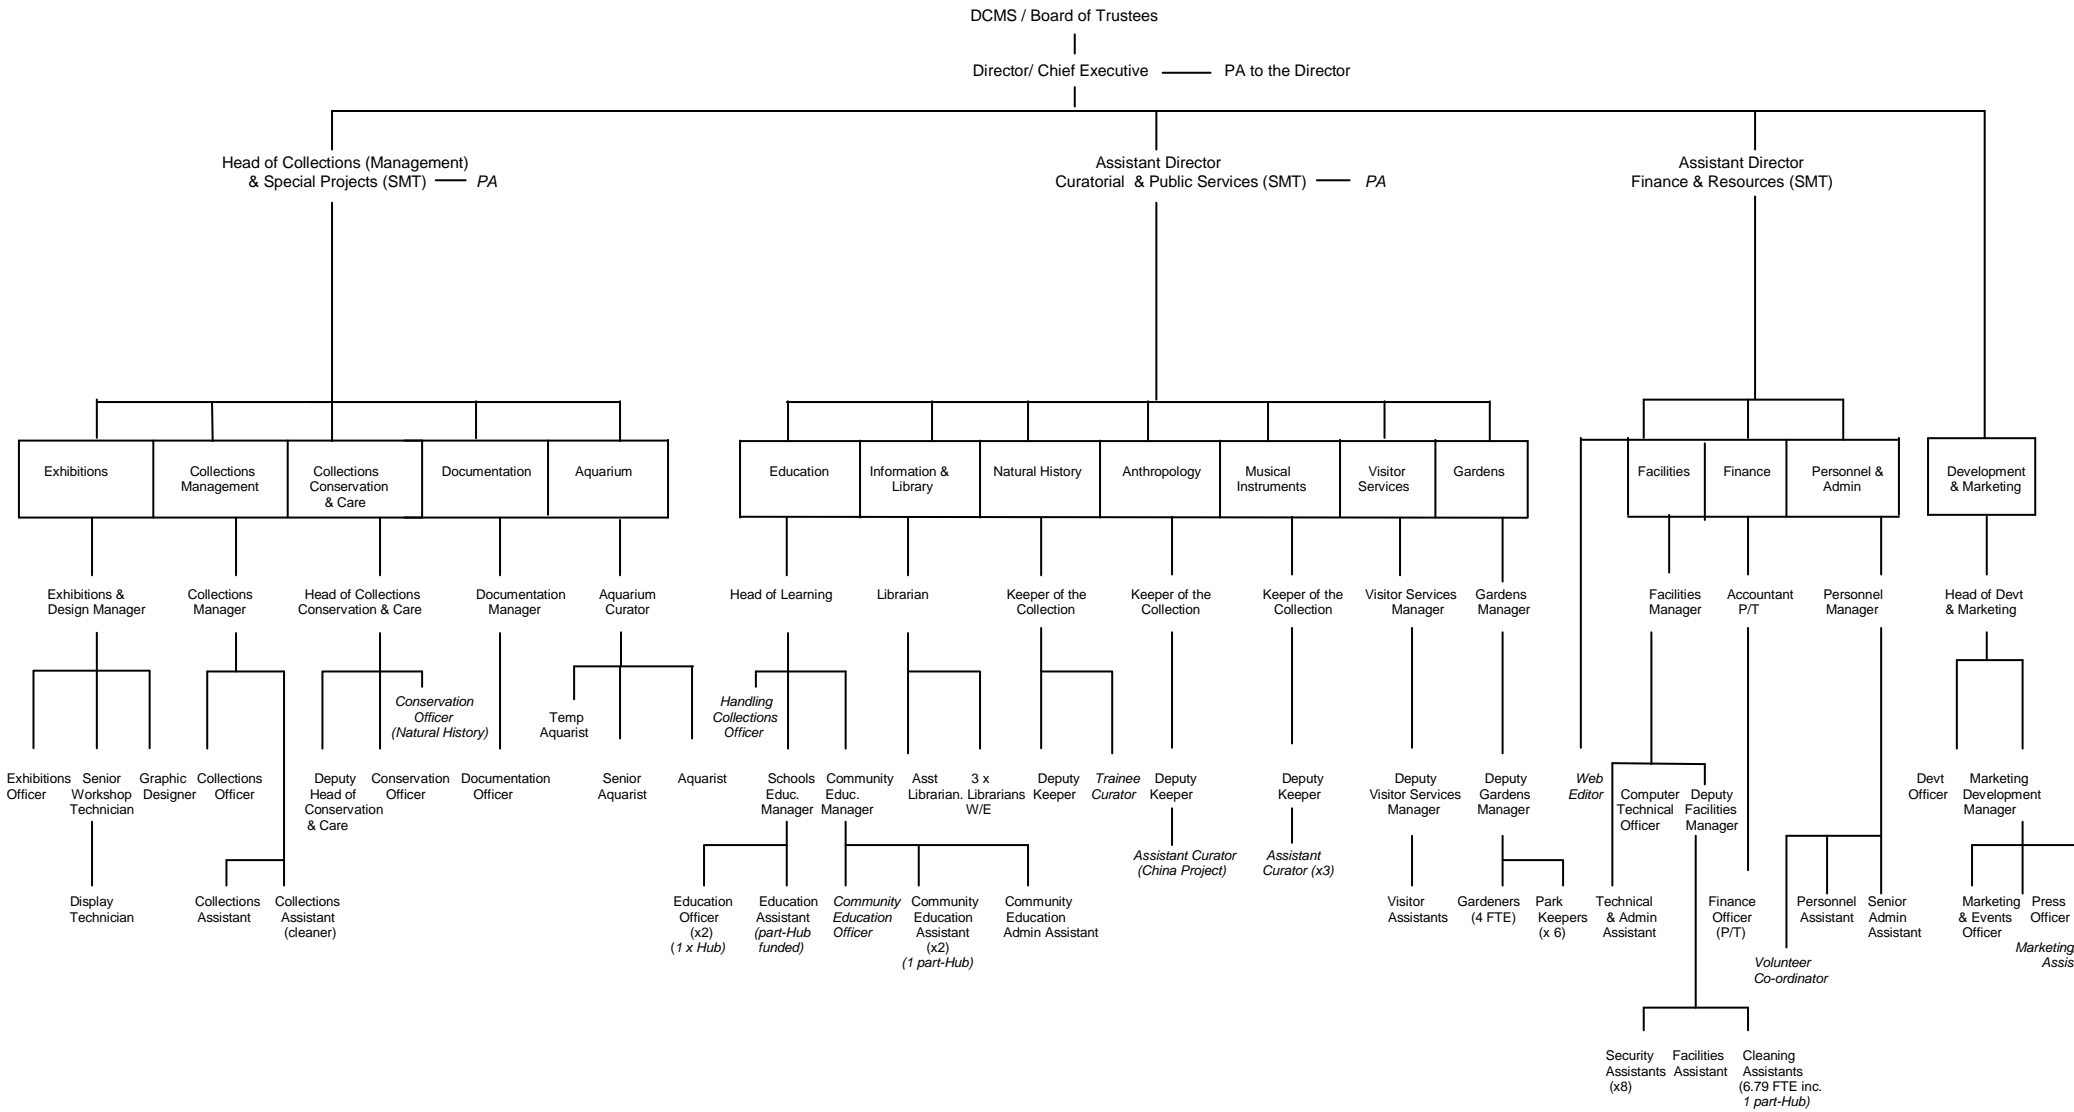 DCMS / Board of Trustees
Director/ Chief Executive
PA to the Director
Head of Collections (Management)
& Special Projects (SMT)
PA
Assistant Director
Curatorial & Public Services (SMT)
PA
Assistant Director
Finance & Resources (SMT)
Exhibitions
Collections
Management
Collections
Conservation
& Care
Documentation
Aquarium
Education
Information &
Library
Natural History
Anthropology
Musical
Instruments
Visitor
Services
Gardens
Facilities
Finance
Personnel &
Admin
Development
& Marketing
Exhibitions &
Design Manager
Collections
Manager
Head of Collections
Conservation & Care
Documentation
Manager
Aquarium
Curator
Head of Learning
Librarian
Keeper of the
Collection
Keeper of the
Collection
Keeper of the
Collection
Visitor Services
Manager
Gardens
Manager
Facilities
Manager
Accountant
P/T
Personnel
Manager
Head of Devt
& Marketing
Conservation
Officer
(Natural History)
Temp
Aquarist
Handling
Collections
Officer
Exhibitions
Officer
Senior
Workshop
Technician
Graphic
Designer
Collections
Officer
Deputy
Head of
Conservation
& Care
Conservation
Officer
Documentation
Officer
Senior
Aquarist
Aquarist
Schools
Educ.
Manager
Community
Educ.
Manager
Asst
Librarian.
3 x
Librarians
W/E
Deputy
Keeper
Trainee
Curator
Deputy
Keeper
Deputy
Keeper
Deputy
Visitor Services
Manager
Deputy
Gardens
Manager
Web
Editor
Computer
Technical
Officer
Deputy
Facilities
Manager
Devt
Officer
Marketing
Development
Manager
Assistant Curator
(China Project)
Assistant
Curator (x3)
Display
Technician
Collections
Assistant
Collections
Assistant
(cleaner)
Education
Officer
(x2)
(1 x Hub)
Education
Assistant
(part-Hub
funded)
Community
Education
Officer
Community
Education
Assistant
(x2)
(1 part-Hub)
Community
Education
Admin Assistant
Visitor
Assistants
Gardeners
(4 FTE)
Park
Keepers
(x 6)
Technical
& Admin
Assistant
Finance
Officer
(P/T)
Volunteer
Co-ordinator
Personnel
Assistant
Senior
Admin
Assistant
Marketing
& Events
Officer
Press
Officer
Marketing
Assis
Security
Assistants
(x8)
Facilities
Assistant
Cleaning
Assistants
(6.79 FTE inc.
1 part-Hub)